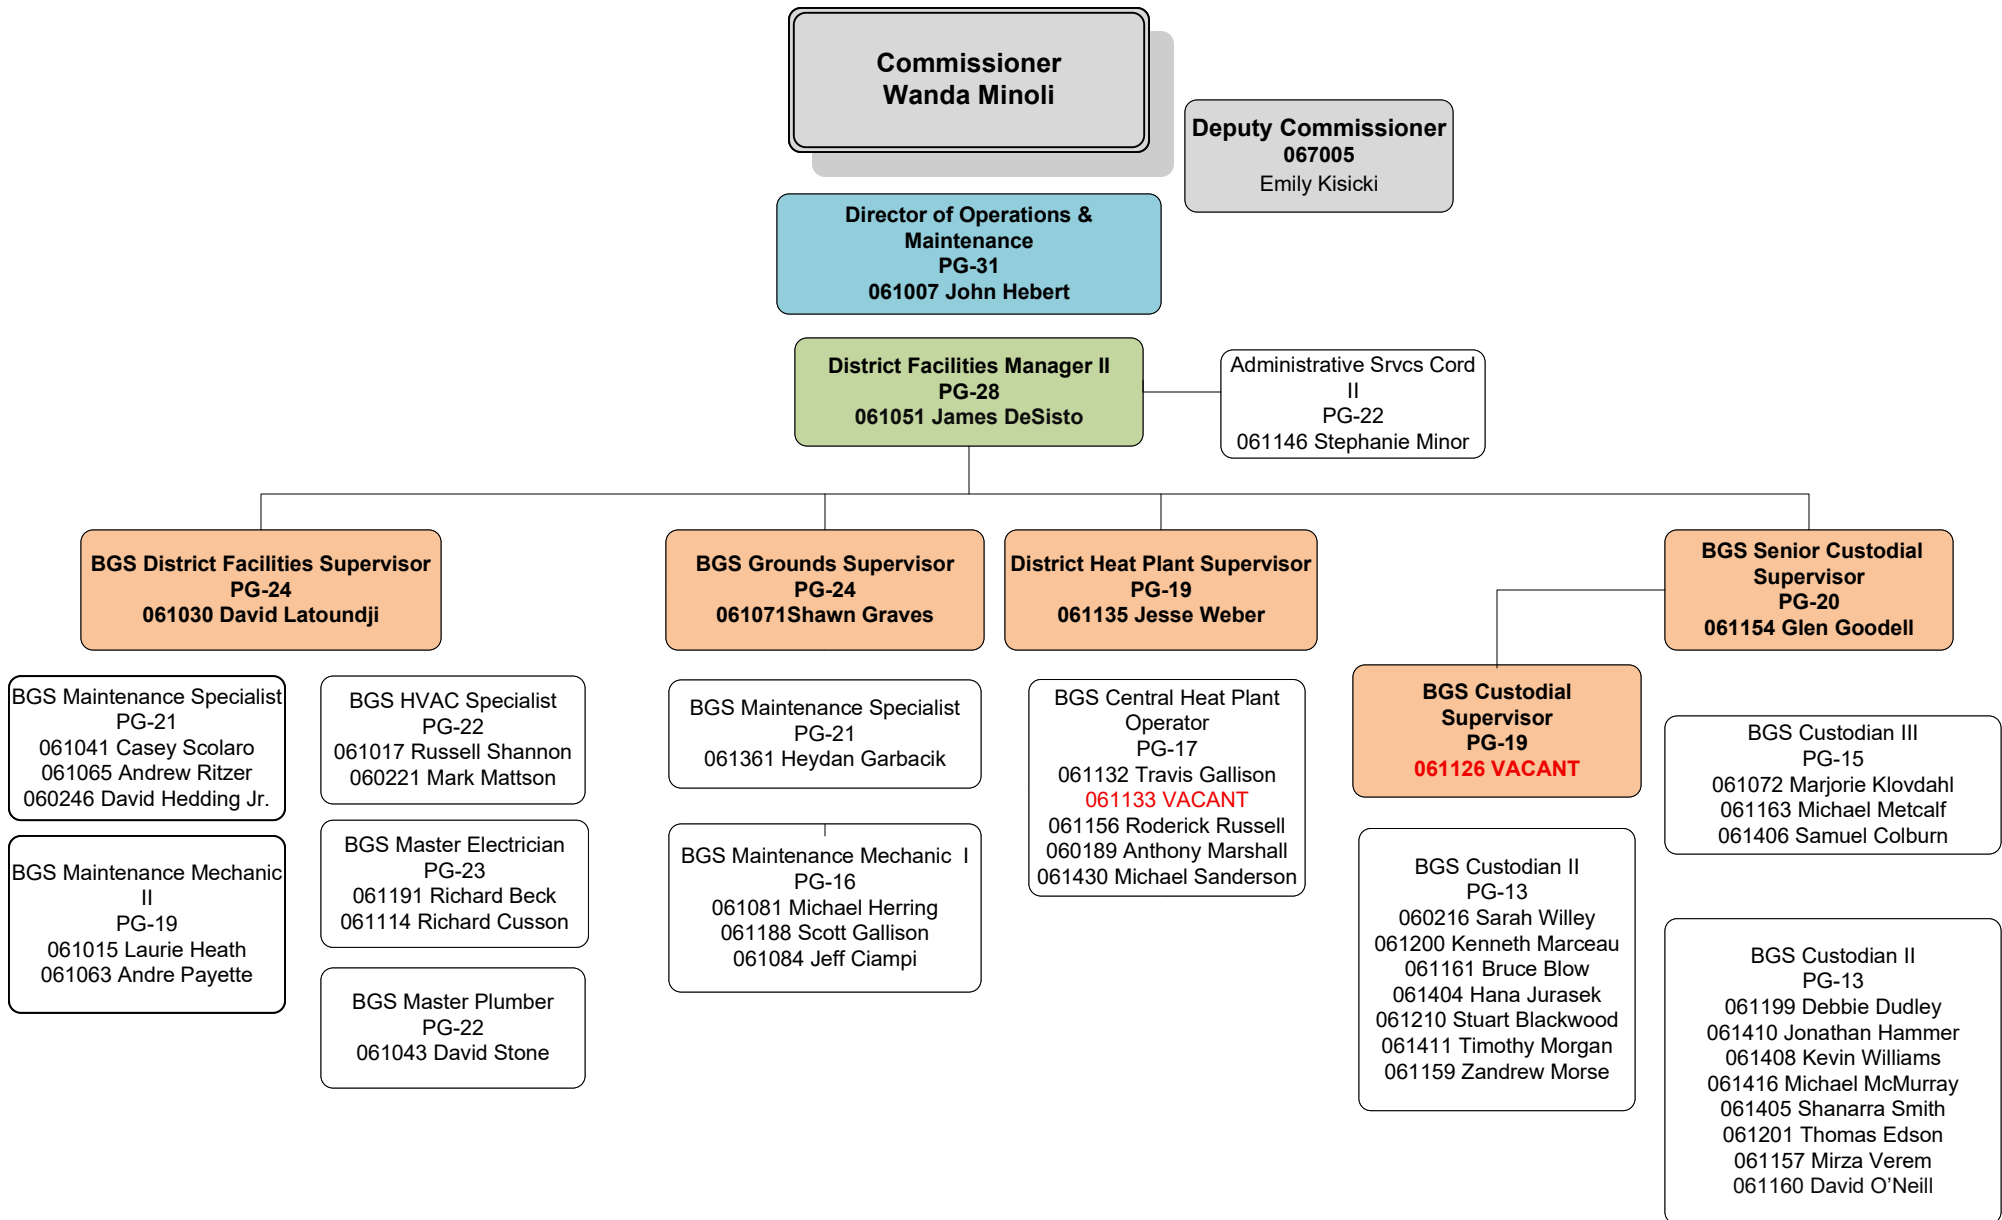 Commissioner
Wanda Minoli
Deputy Commissioner
067005
Emily Kisicki
Director of Operations &
Maintenance
PG-31
061007 John Hebert
District Facilities Manager II
PG-28
061051 James DeSisto
Administrative Srvcs Cord
II
PG-22
061146 Stephanie Minor
BGS District Facilities Supervisor
PG-24
061030 David Latoundji
BGS Grounds Supervisor
PG-24
061071Shawn Graves
District Heat Plant Supervisor
PG-19
061135 Jesse Weber
BGS Senior Custodial
Supervisor
PG-20
061154 Glen Goodell
BGS Maintenance Specialist
PG-21
061041 Casey Scolaro
061065 Andrew Ritzer
060246 David Hedding Jr.
BGS Maintenance Mechanic
II
PG-19
061015 Laurie Heath
061063 Andre Payette
BGS HVAC Specialist
PG-22
061017 Russell Shannon
060221 Mark Mattson
BGS Master Electrician
PG-23
061191 Richard Beck
061114 Richard Cusson
BGS Master Plumber
PG-22
061043 David Stone
BGS Maintenance Specialist
PG-21
061361 Heydan Garbacik
BGS Maintenance Mechanic  I
PG-16
061081 Michael Herring
061188 Scott Gallison
061084 Jeff Ciampi
BGS Central Heat Plant
Operator
PG-17
061132 Travis Gallison
061133 VACANT
061156 Roderick Russell
060189 Anthony Marshall
061430 Michael Sanderson
BGS Custodial
Supervisor
PG-19
061126 VACANT
BGS Custodian II
PG-13
060216 Sarah Willey
061200 Kenneth Marceau
061161 Bruce Blow
061404 Hana Jurasek
061210 Stuart Blackwood
061411 Timothy Morgan
061159 Zandrew Morse
BGS Custodian III
PG-15
061072 Marjorie Klovdahl
061163 Michael Metcalf
061406 Samuel Colburn
BGS Custodian II
PG-13
061199 Debbie Dudley
061410 Jonathan Hammer
061408 Kevin Williams
061416 Michael McMurray
061405 Shanarra Smith
061201 Thomas Edson
061157 Mirza Verem
061160 David O’Neill